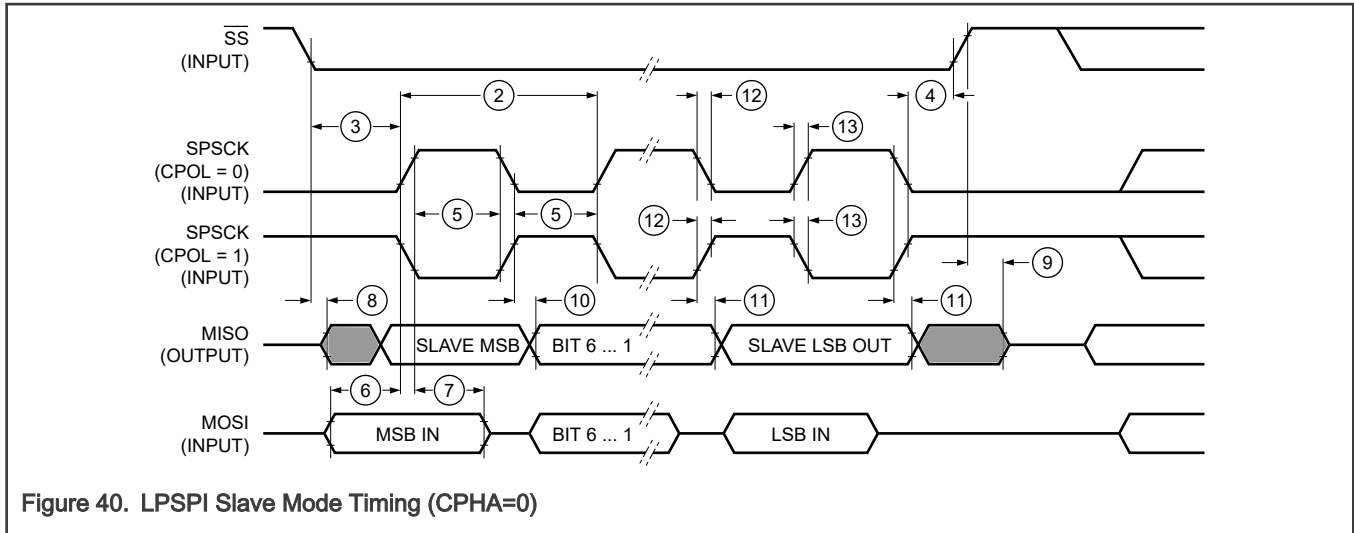 SS
(INPUT)
2
12
4
3
13
SPSCK
(CPOL = 0)
(INPUT)
5
5
12
13
SPSCK
(CPOL = 1)
(INPUT)
9
8
10
11
11
MISO
(OUTPUT)
SLAVE MSB
BIT 6 ... 1
SLAVE LSB OUT
6
7
MOSI
(INPUT)
MSB IN
BIT 6 ... 1
LSB IN
Figure 40. LPSPI Slave Mode Timing (CPHA=0)